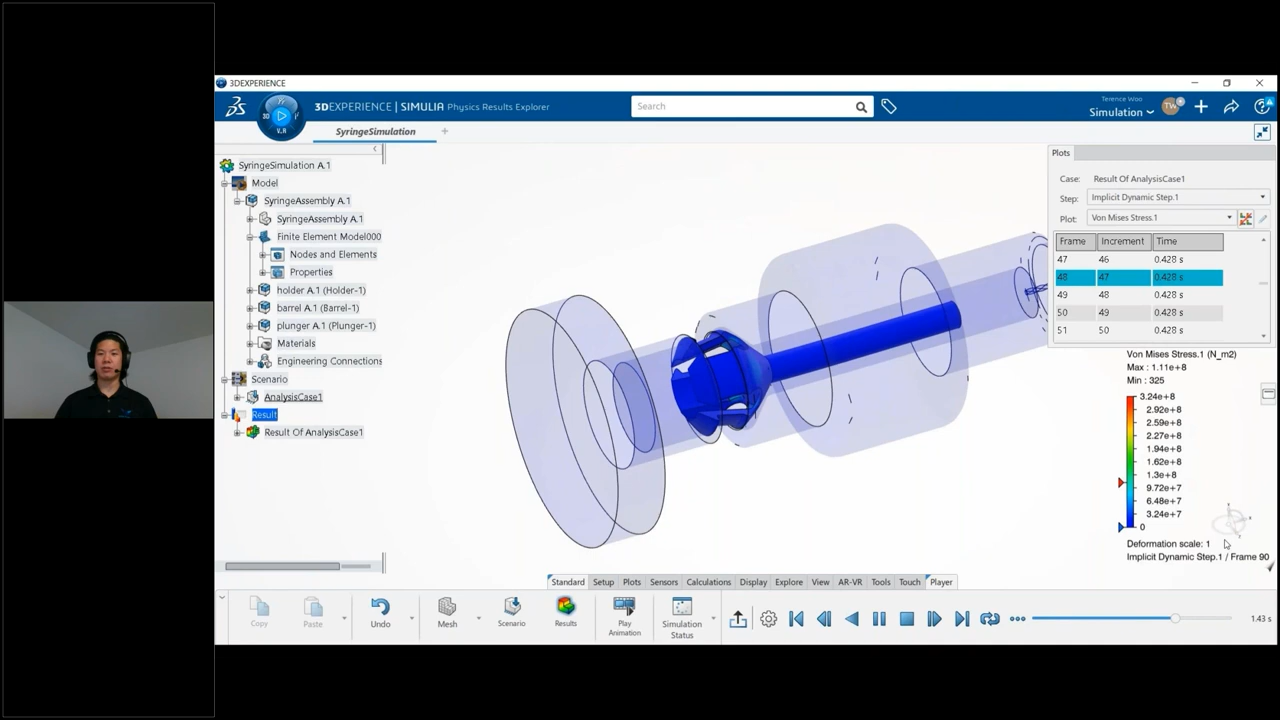 3DEXPERIENCE
3DEXPERIENCE | SIMULIA Physics Results Explorer
Search
Terence Woo
Simulation
TW
3D
V.R
SyringeSimulation
SyringeSimulation A.1
Model
SyringeAssembly A.1
SyringeAssembly A.1
Finite Element Model000
Nodes and Elements
Properties
holder A.1 (Holder-1)
barrel A.1 (Barrel-1)
plunger A.1 (Plunger-1)
Materials
Engineering Connections
Scenario
AnalysisCase1
Result
Result Of AnalysisCase1
Plots
Case: Result Of AnalysisCase1
Step: Implicit Dynamic Step.1
Plot: Von Mises Stress.1
Frame Increment Time
47 46 0.428 s
48 47 0.428 s
49 48 0.428 s
50 49 0.428 s
51 50 0.428 s
Von Mises Stress.1 (N_m2)
Max : 1.11e+8
Min : 325
3.24e+8
2.92e+8
2.59e+8
2.27e+8
1.94e+8
1.62e+8
1.3e+8
9.72e+7
6.48e+7
3.24e+7
0
Deformation scale: 1
Implicit Dynamic Step.1 / Frame 90
Standard Setup Plots Sensors Calculations Display Explore View AR-VR Tools Touch Player
Copy Paste Undo Mesh Scenario Results Play Animation Simulation Status
1.43 s